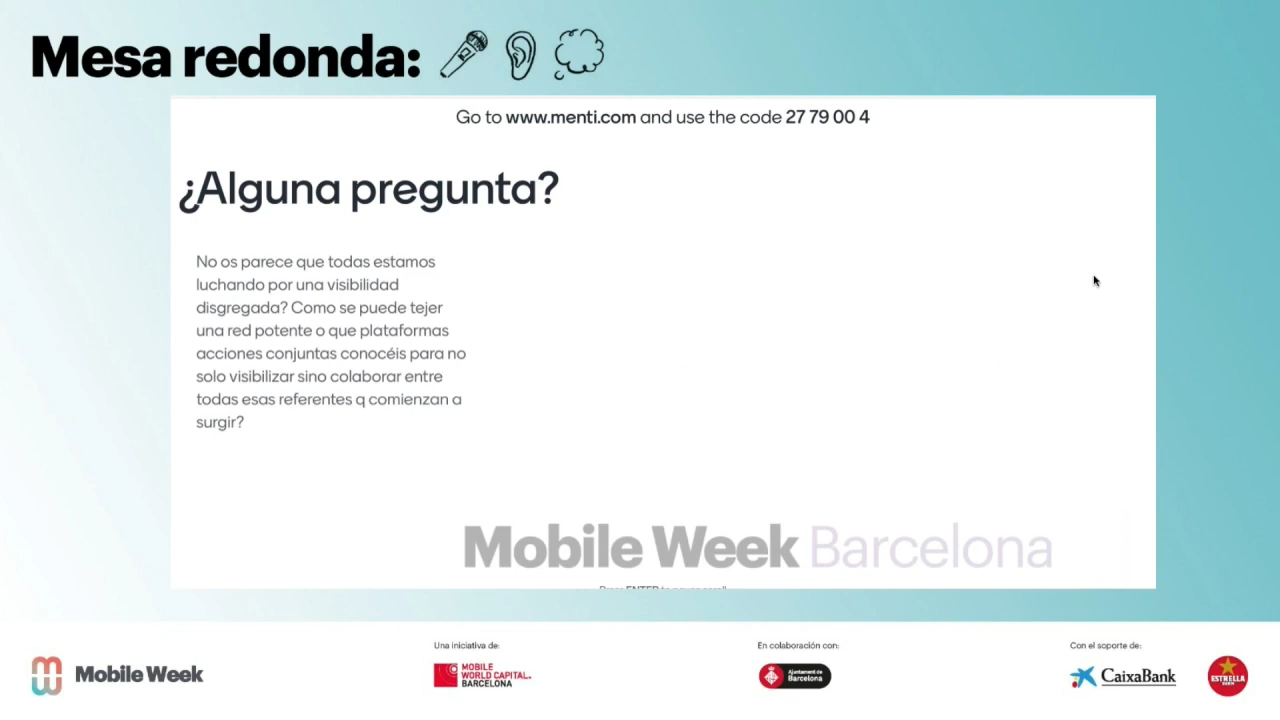 Mesa redonda:
Go to www.menti.com and use the code 27 79 00 4
¿Alguna pregunta?
No os parece que todas estamos
luchando por una visibilidad
disgregada? Como se puede tejer
una red potente o que plataformas
acciones conjuntas conocéis para no
solo visibilizar sino colaborar entre
todas esas referentes q comienzan a
surgir?
Mobile Week Barcelona
Mobile Week
Una iniciativa de:
MOBILE
WORLD CAPITAL.
BARCELONA
En colaboración con:
Ajuntament de
Barcelona
Con el soporte de:
CaixaBank
ESTRELLA
DAMM